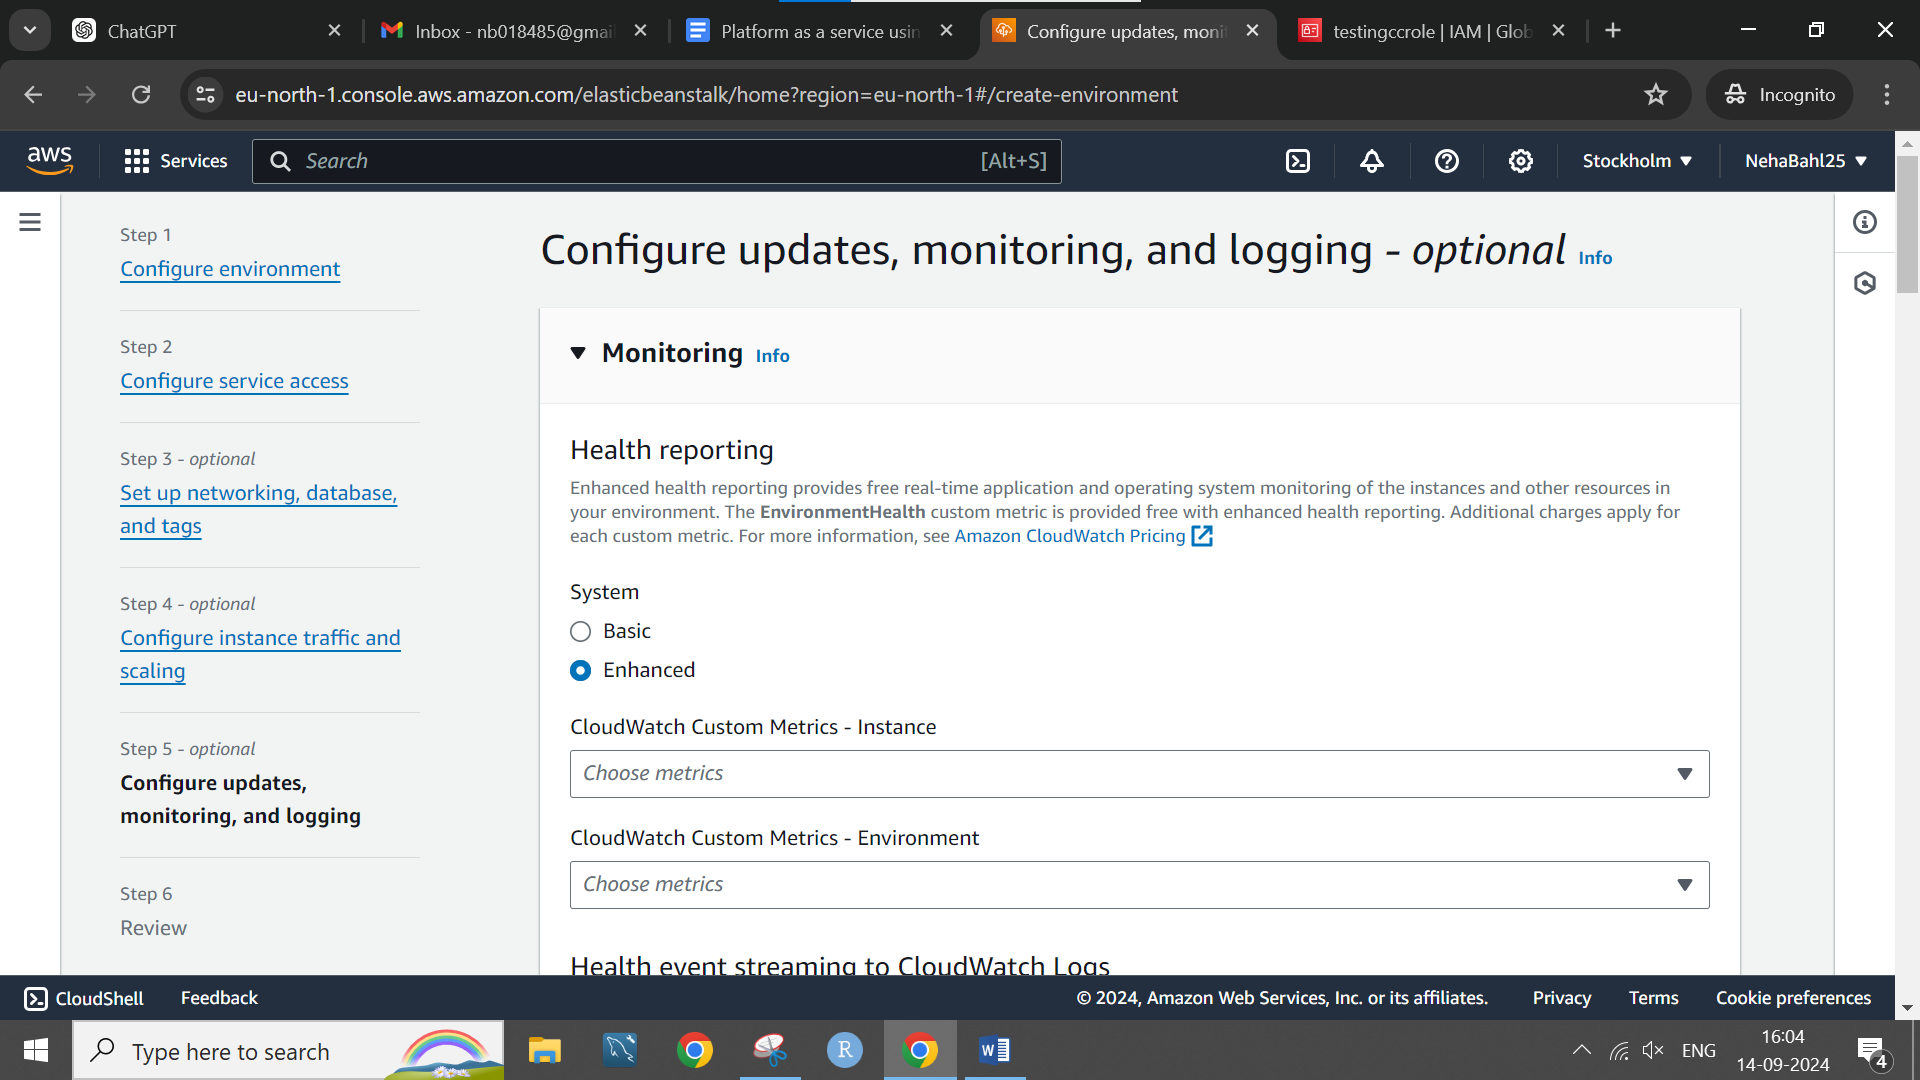 ChatGPT
Inbox - nb018485@gmai
Platform as a service usin
Configure updates, moni
testingccrole | IAM | Glob
eu-north-1.console.aws.amazon.com/elasticbeanstalk/home?region=eu-north-1#/create-environment
Incognito
aws
Services
Search
[Alt+S]
Stockholm
NehaBahl25
Step 1
Configure environment
Step 2
Configure service access
Step 3 - optional
Set up networking, database,
and tags
Step 4 - optional
Configure instance traffic and
scaling
Step 5 - optional
Configure updates,
monitoring, and logging
Step 6
Review
Configure updates, monitoring, and logging - optional Info
Monitoring Info
Health reporting
Enhanced health reporting provides free real-time application and operating system monitoring of the instances and other resources in
your environment. The EnvironmentHealth custom metric is provided free with enhanced health reporting. Additional charges apply for
each custom metric. For more information, see Amazon CloudWatch Pricing
System
Basic
Enhanced
CloudWatch Custom Metrics - Instance
Choose metrics
CloudWatch Custom Metrics - Environment
Choose metrics
Health event streaming to CloudWatch Logs
CloudShell
Feedback
© 2024, Amazon Web Services, Inc. or its affiliates.
Privacy
Terms
Cookie preferences
Type here to search
R
W
ENG
16:04
14-09-2024
4